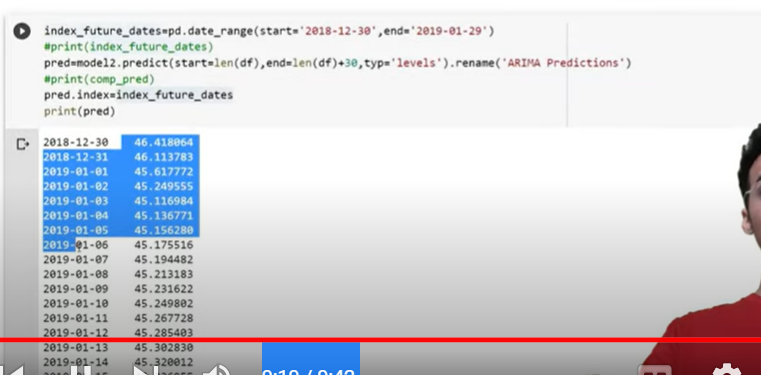 index_future_dates=pd.date_range(start='2018-12-30',end='2019-01-29')
#print(index_future_dates)
pred=model2.predict(start=len(df),end=len(df)+30,typ='levels').rename('ARIMA Predictions')
#print(comp_pred)
pred.index=index_future_dates
print(pred)
2018-12-30 46.418064
2018-12-31 46.113783
2019-01-01 45.617772
2019-01-02 45.249555
2019-01-03 45.116984
2019-01-04 45.136771
2019-01-05 45.156280
2019-01-06 45.175516
2019-01-07 45.194482
2019-01-08 45.213183
2019-01-09 45.231622
2019-01-10 45.249802
2019-01-11 45.267728
2019-01-12 45.285403
2019-01-13 45.302830
2019-01-14 45.320012